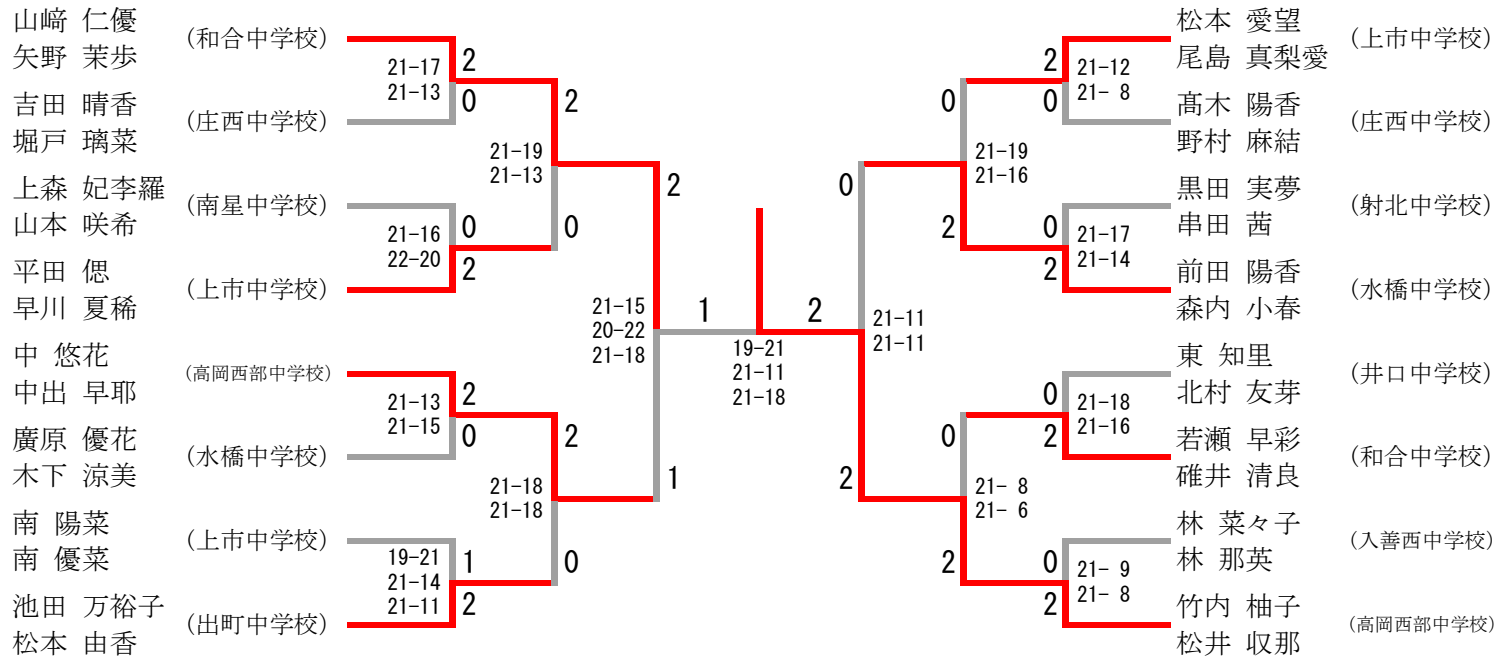 山﨑 仁優
矢野 茉歩
(和合中学校)
吉田 晴香
堀戸 璃菜
(庄西中学校)
上森 妃李羅
山本 咲希
(南星中学校)
平田 偲
早川 夏稀
(上市中学校)
中 悠花
中出 早耶
(高岡西部中学校)
廣原 優花
木下 涼美
(水橋中学校)
南 陽菜
南 優菜
(上市中学校)
池田 万裕子
松本 由香
(出町中学校)
21-17
21-13
2
0
21-16
22-20
0
2
21-13
21-15
2
0
19-21
21-14
21-11
1
2
21-19
21-13
2
0
21-18
21-18
2
0
21-15
20-22
21-18
2
1
1
2
19-21
21-11
21-18
0
2
21-11
21-11
0
2
21-19
21-16
0
2
21- 8
21- 6
2
0
21-12
21- 8
0
2
21-17
21-14
0
2
21-18
21-16
0
2
21- 9
21- 8
松本 愛望
尾島 真梨愛
(上市中学校)
髙木 陽香
野村 麻結
(庄西中学校)
黒田 実夢
串田 茜
(射北中学校)
前田 陽香
森内 小春
(水橋中学校)
東 知里
北村 友芽
(井口中学校)
若瀬 早彩
碓井 清良
(和合中学校)
林 菜々子
林 那英
(入善西中学校)
竹内 柚子
松井 収那
(高岡西部中学校)